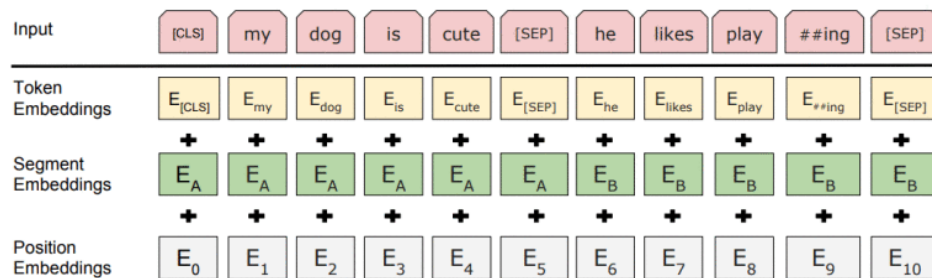 Input [CLS] my dog is cute [SEP] he likes play ##ing [SEP]
Token Embeddings E[CLS] Emy Edog Eis Ecute E[SEP] Ehe Elikes Eplay E##ing E[SEP]
+ + + + + + + + + + +
Segment Embeddings EA EA EA EA EA EA EB EB EB EB EB
+ + + + + + + + + + +
Position Embeddings E0 E1 E2 E3 E4 E5 E6 E7 E8 E9 E10